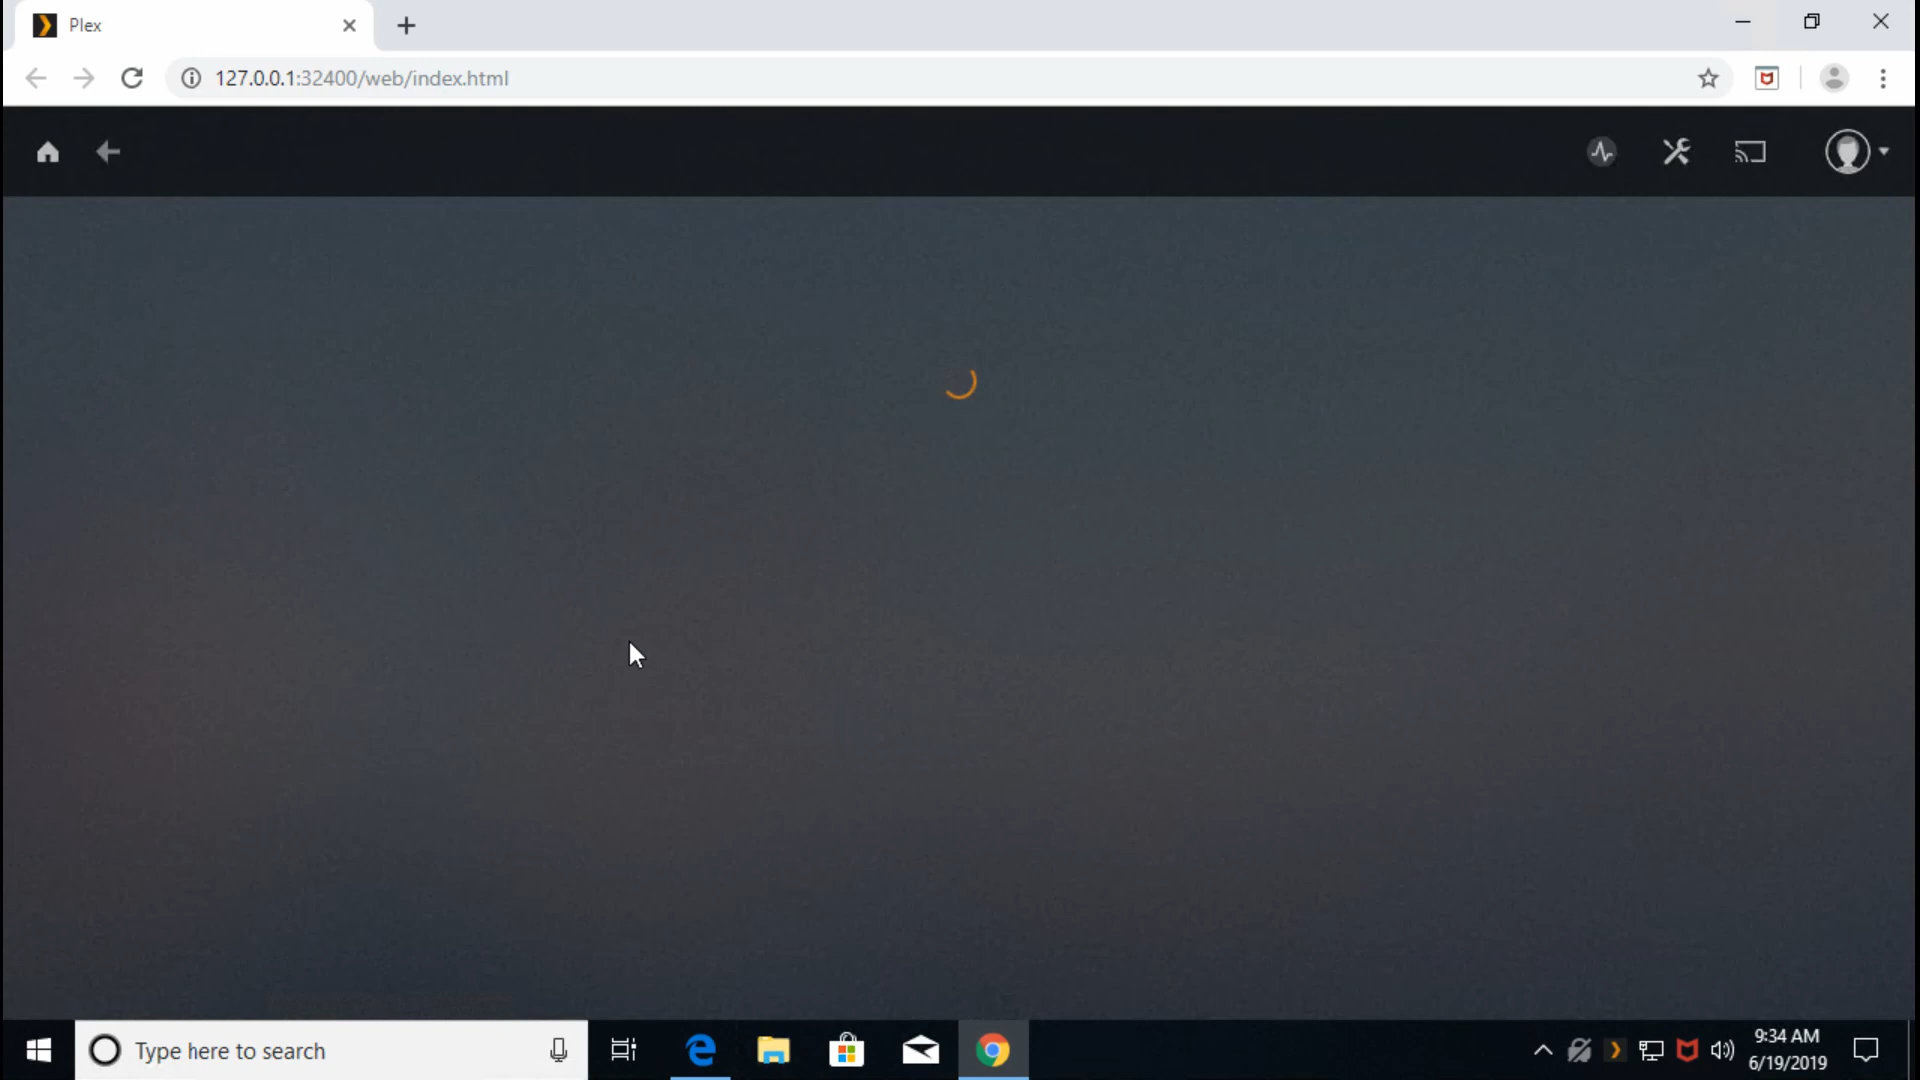 Plex
127.0.0.1:32400/web/index.html
Type here to search
9:34 AM
6/19/2019